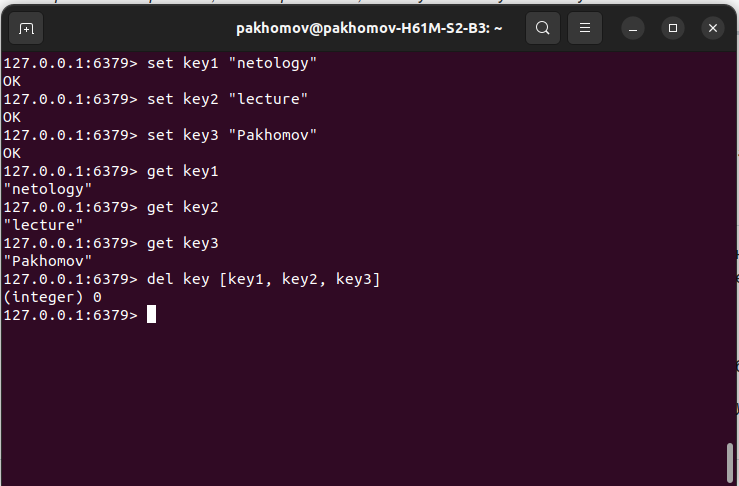 pakhomov@pakhomov-H61M-S2-B3: ~
127.0.0.1:6379> set key1 "netology"
OK
127.0.0.1:6379> set key2 "lecture"
OK
127.0.0.1:6379> set key3 "Pakhomov"
OK
127.0.0.1:6379> get key1
"netology"
127.0.0.1:6379> get key2
"lecture"
127.0.0.1:6379> get key3
"Pakhomov"
127.0.0.1:6379> del key [key1, key2, key3]
(integer) 0
127.0.0.1:6379>